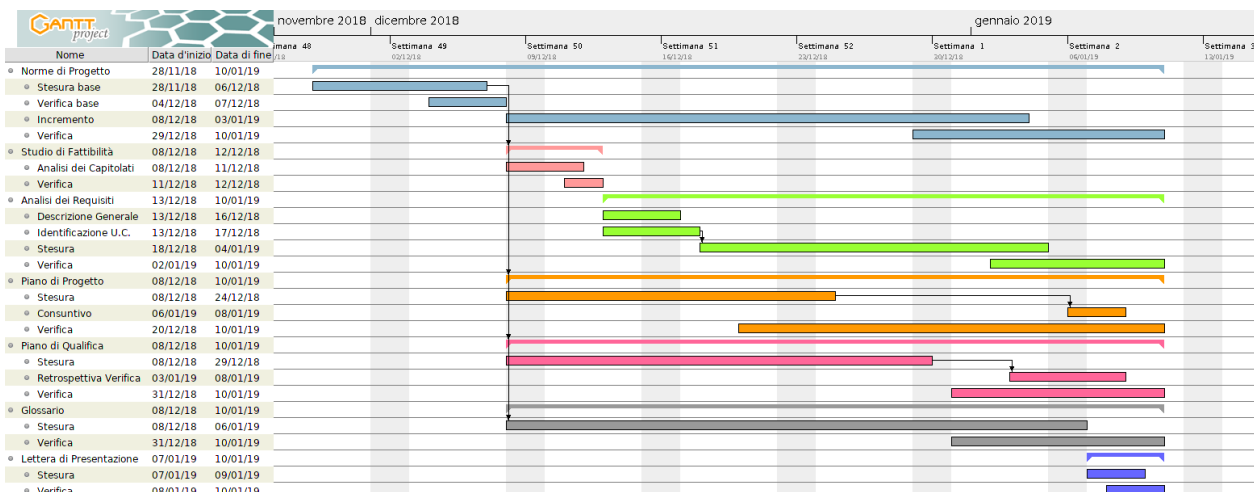 GANTT project
novembre 2018 dicembre 2018 gennaio 2019
mana 48 Settimana 49 Settimana 50 Settimana 51 Settimana 52 Settimana 1 Settimana 2 Settimana 3
/18 02/12/18 09/12/18 16/12/18 23/12/18 30/12/18 06/01/19 12/01/19
Nome Data d'inizio Data di fine
Norme di Progetto 28/11/18 10/01/19
Stesura base 28/11/18 06/12/18
Verifica base 04/12/18 07/12/18
Incremento 08/12/18 03/01/19
Verifica 29/12/18 10/01/19
Studio di Fattibilità 08/12/18 12/12/18
Analisi dei Capitolati 08/12/18 11/12/18
Verifica 11/12/18 12/12/18
Analisi dei Requisiti 13/12/18 10/01/19
Descrizione Generale 13/12/18 16/12/18
Identificazione U.C. 13/12/18 17/12/18
Stesura 18/12/18 04/01/19
Verifica 02/01/19 10/01/19
Piano di Progetto 08/12/18 10/01/19
Stesura 08/12/18 24/12/18
Consuntivo 06/01/19 08/01/19
Verifica 20/12/18 10/01/19
Piano di Qualifica 08/12/18 10/01/19
Stesura 08/12/18 29/12/18
Retrospettiva Verifica 03/01/19 08/01/19
Verifica 31/12/18 10/01/19
Glossario 08/12/18 10/01/19
Stesura 08/12/18 06/01/19
Verifica 31/12/18 10/01/19
Lettera di Presentazione 07/01/19 10/01/19
Stesura 07/01/19 09/01/19
Verifica 08/01/19 10/01/19